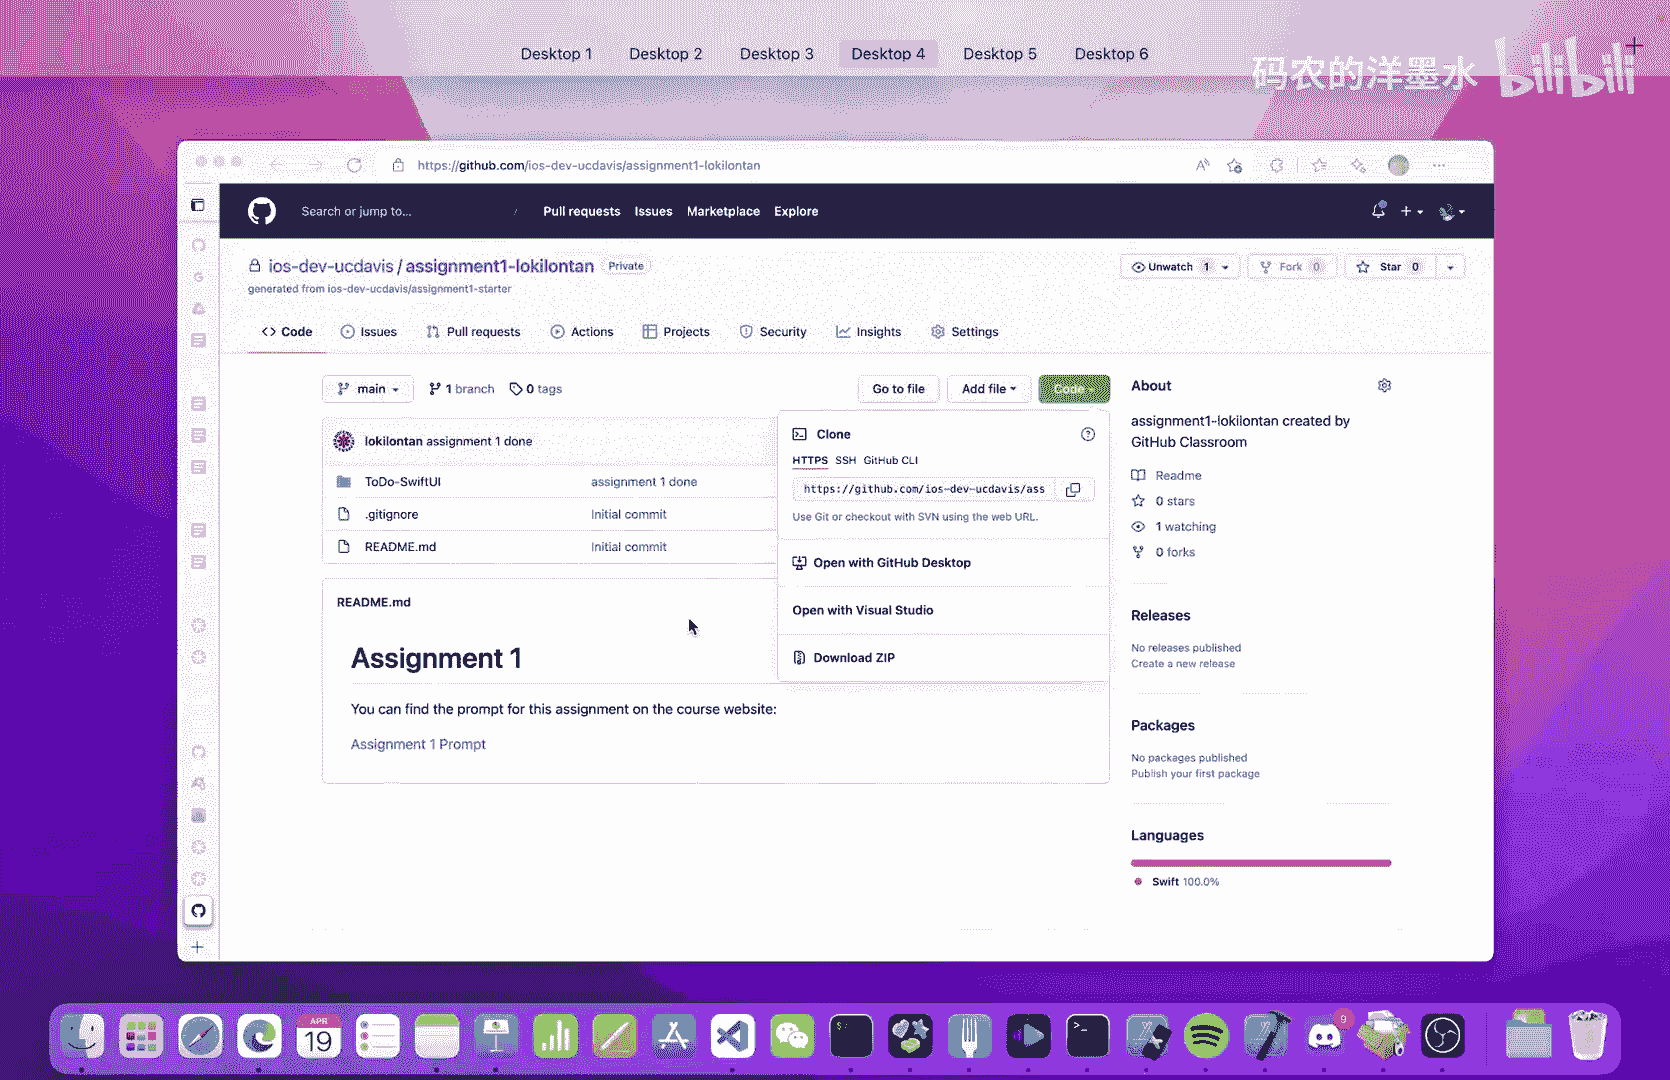 Desktop 1 Desktop 2 Desktop 3 Desktop 4 Desktop 5 Desktop 6
码农的洋墨水 bilibili
https://github.com/ios-dev-ucdavis/assignment1-lokilontan
Search or jump to... / Pull requests Issues Marketplace Explore
ios-dev-ucdavis / assignment1-lokilontan Private
Unwatch 1 Fork 0 Star 0
generated from ios-dev-ucdavis/assignment1-starter
Code Issues Pull requests Actions Projects Security Insights Settings
main 1 branch 0 tags Go to file Add file Code
lokilontan assignment 1 done
ToDo-SwiftUI assignment 1 done
.gitignore Initial commit
README.md Initial commit
Clone
HTTPS SSH GitHub CLI
https://github.com/ios-dev-ucdavis/ass
Use Git or checkout with SVN using the web URL.
Open with GitHub Desktop
Open with Visual Studio
Download ZIP
README.md
Assignment 1
You can find the prompt for this assignment on the course website:
Assignment 1 Prompt
About
assignment1-lokilontan created by
GitHub Classroom
Readme
0 stars
1 watching
0 forks
Releases
No releases published
Create a new release
Packages
No packages published
Publish your first package
Languages
Swift 100.0%
APR
19
9